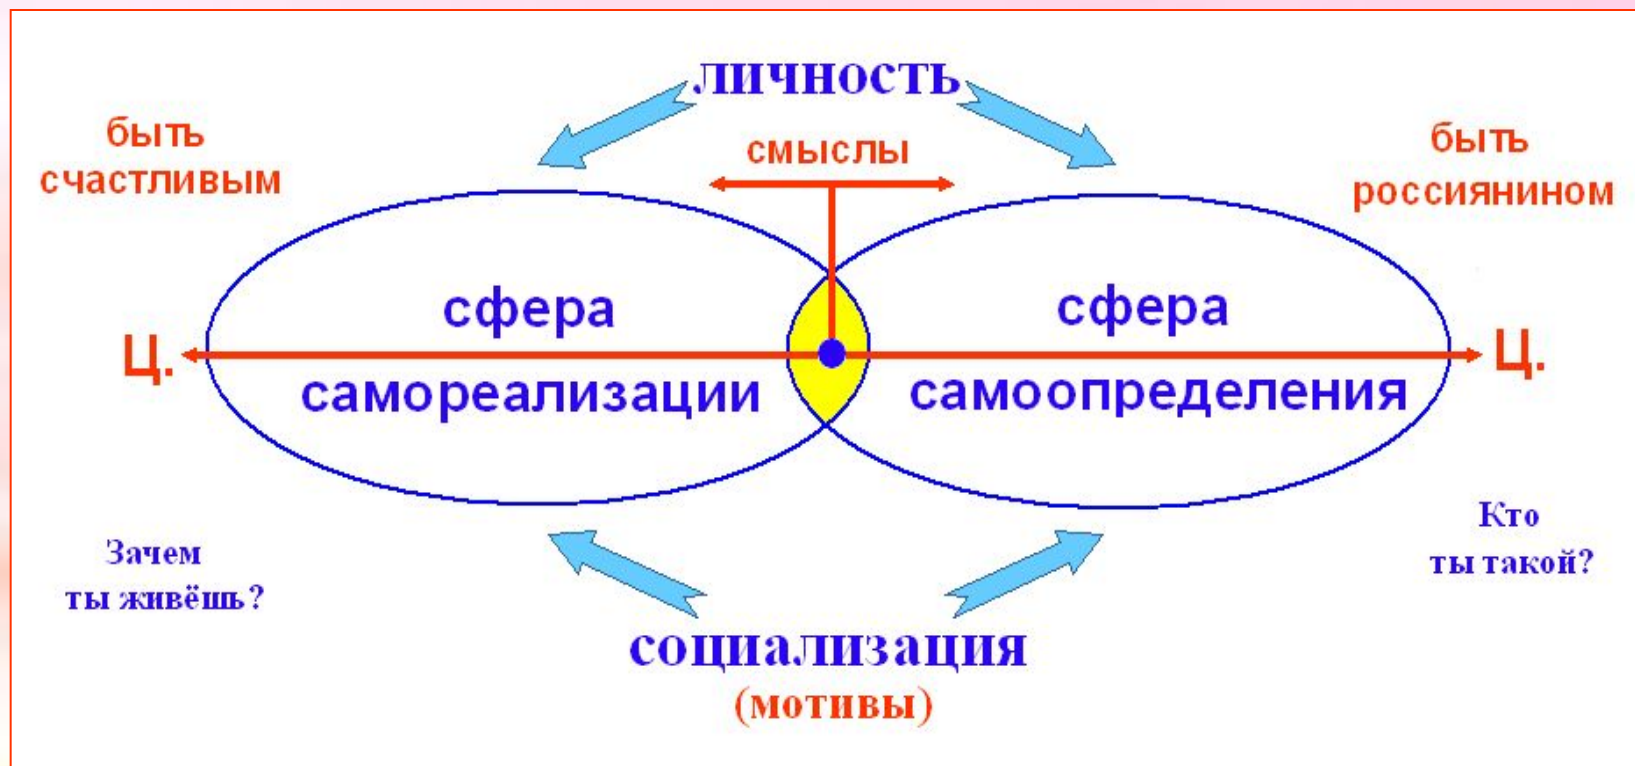 личность
быть
счастливым
смыслы
быть
россиянином
сфера
самореализации
сфера
самоопределения
Ц.
Ц.
Зачем
ты живёшь?
Кто
ты такой?
социализация
(мотивы)